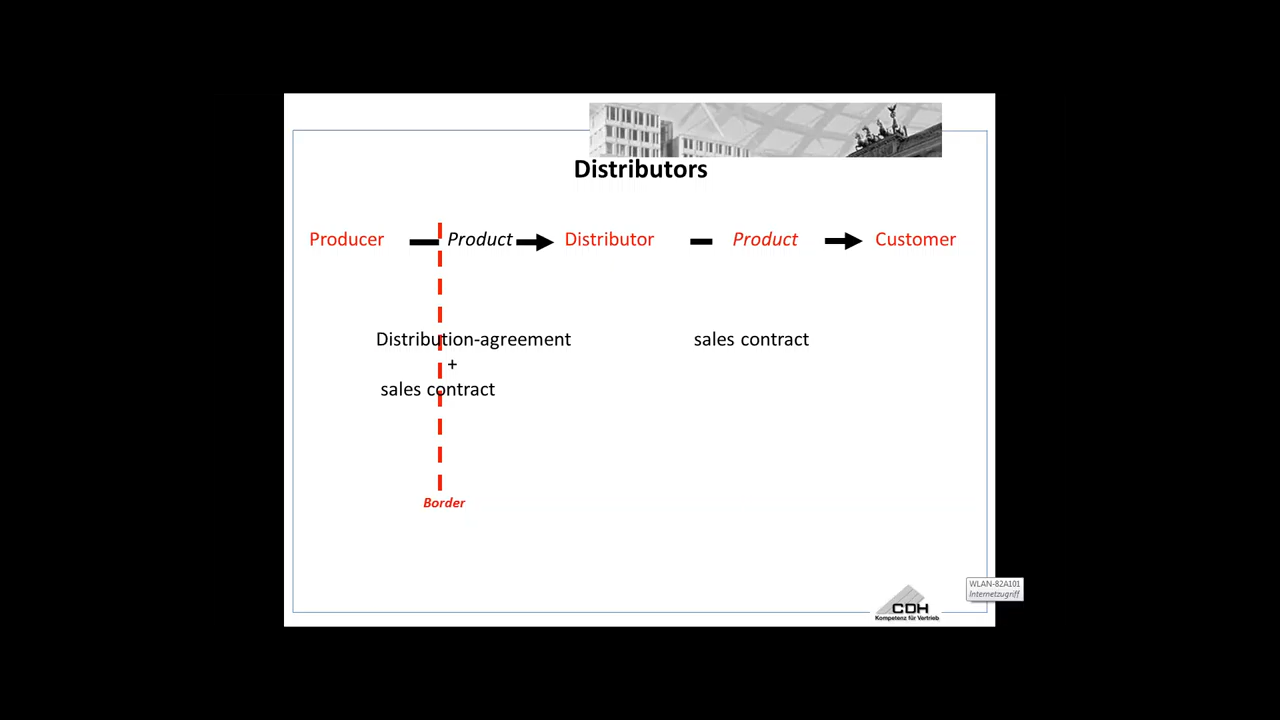 Distributors
Producer Product Distributor Product Customer
Distribution-agreement sales contract
+
sales contract
Border
WLAN-82A101
Internetzugriff
CDH
Kompetenz für Vertrieb